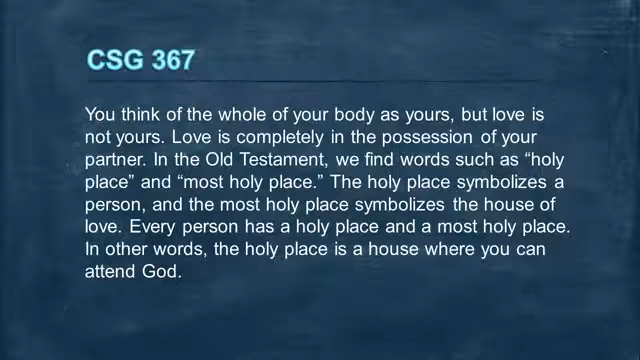 CSG 367
You think of the whole of your body as yours, but love is
not yours. Love is completely in the possession of your
partner. In the Old Testament, we find words such as “holy
place” and “most holy place.” The holy place symbolizes a
person, and the most holy place symbolizes the house of
love. Every person has a holy place and a most holy place.
In other words, the holy place is a house where you can
attend God.